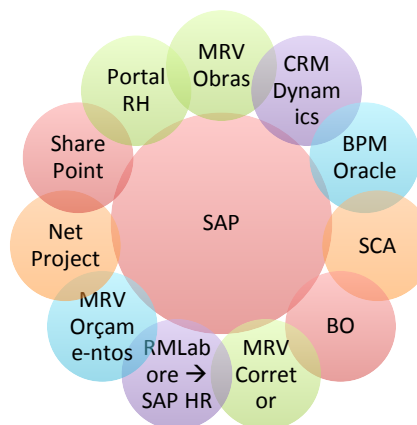 MRV
Obras
CRM
Dynam
ics
BPM
Oracle
SCA
BO
MRV
Corret
or
RMLab
ore →
SAP HR
MRV
Orçam
e-ntos
Net
Project
Share
Point
Portal
RH
SAP